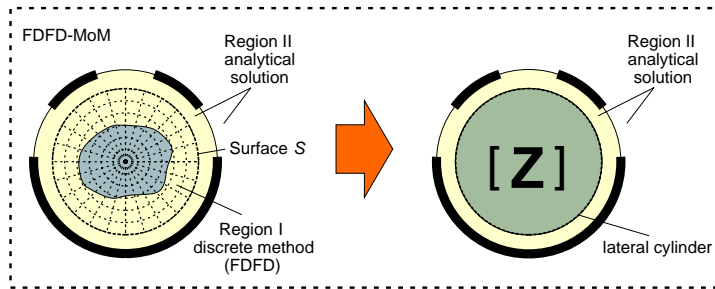 FDFD-MoM
Region II
analytical
solution
Surface S
Region I
discrete method
(FDFD)
Region II
analytical
solution
[Z]
lateral cylinder